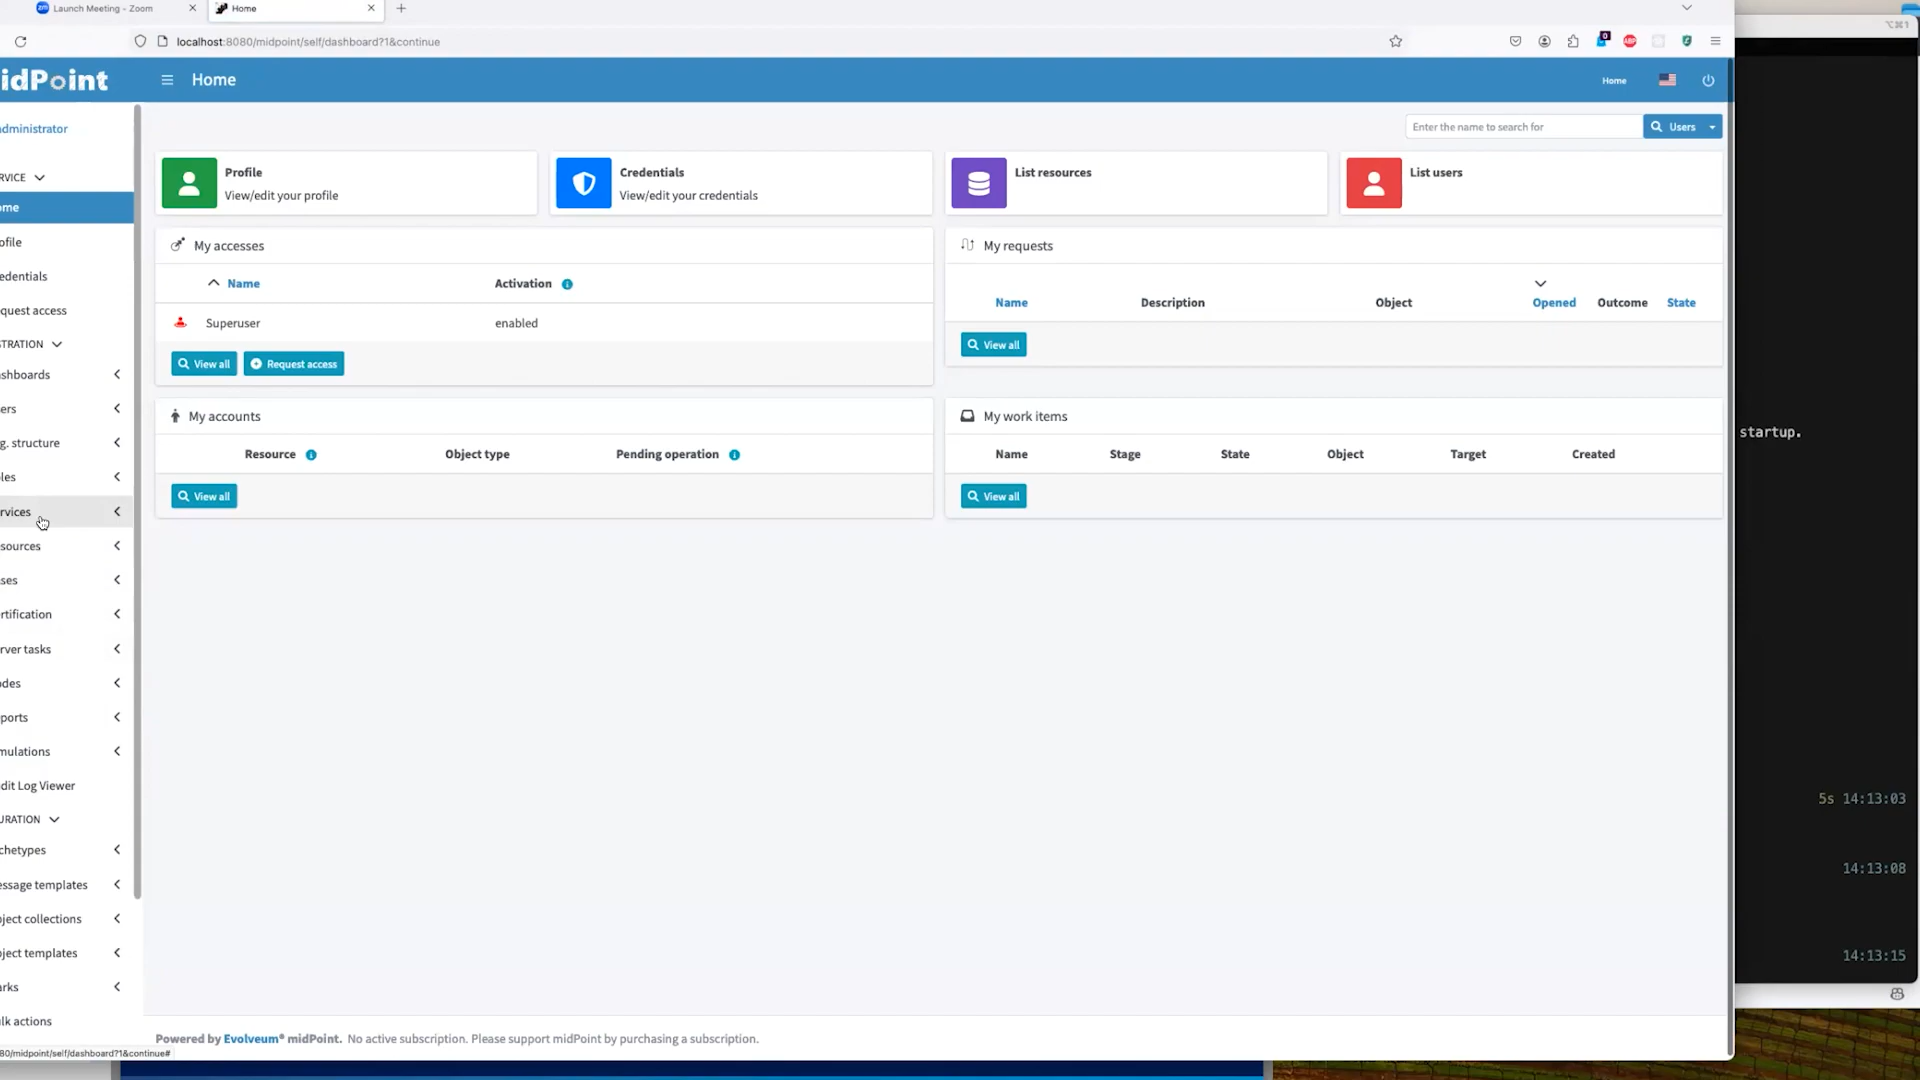 Launch Meeting - Zoom
Home
localhost:8080/midpoint/self/dashboard?1&continue
idPoint
Home
Home
administrator
Enter the name to search for
Users
RVICE
ome
ofile
edentials
quest access
STRATION
shboards
ers
g. structure
les
rvices
sources
ses
rtification
rver tasks
odes
ports
mulations
dit Log Viewer
URATION
chetypes
essage templates
ject collections
ject templates
arks
lk actions
Profile
View/edit your profile
Credentials
View/edit your credentials
List resources
List users
My accesses
Name
Activation
Superuser
enabled
View all
Request access
My requests
Name
Description
Object
Opened
Outcome
State
View all
My accounts
Resource
Object type
Pending operation
View all
My work items
Name
Stage
State
Object
Target
Created
View all
Powered by Evolveum® midPoint. No active subscription. Please support midPoint by purchasing a subscription.
80/midpoint/self/dashboard?1&continue#
⌥⌘1
startup.
5s 14:13:03
14:13:08
14:13:15